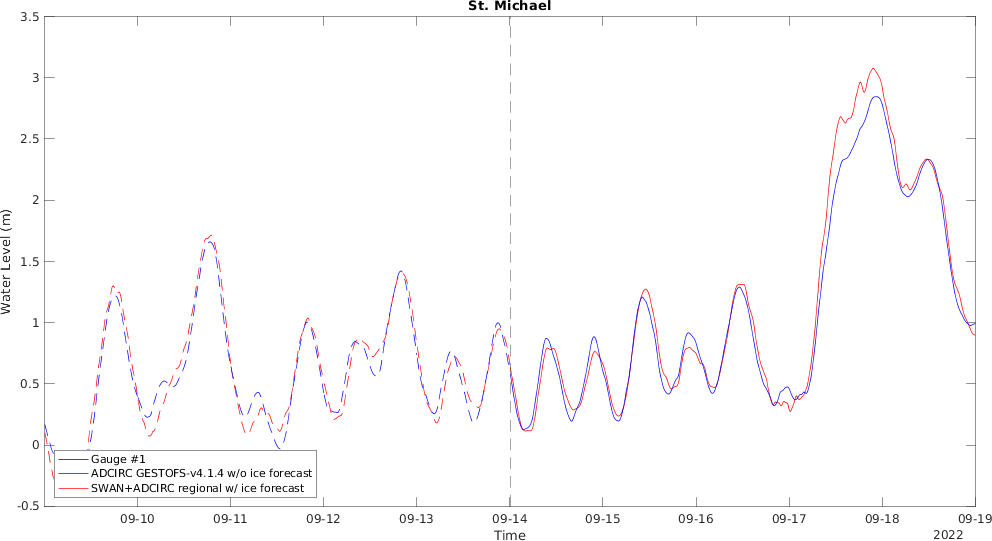 St. Michael
3.5
3
2.5
2
1.5
1
0.5
0
-0.5
Water Level (m)
Gauge #1
ADCIRC GESTOFS-v4.1.4 w/o ice forecast
SWAN+ADCIRC regional w/ ice forecast
09-10 09-11 09-12 09-13 09-14 09-15 09-16 09-17 09-18 09-19
Time
2022